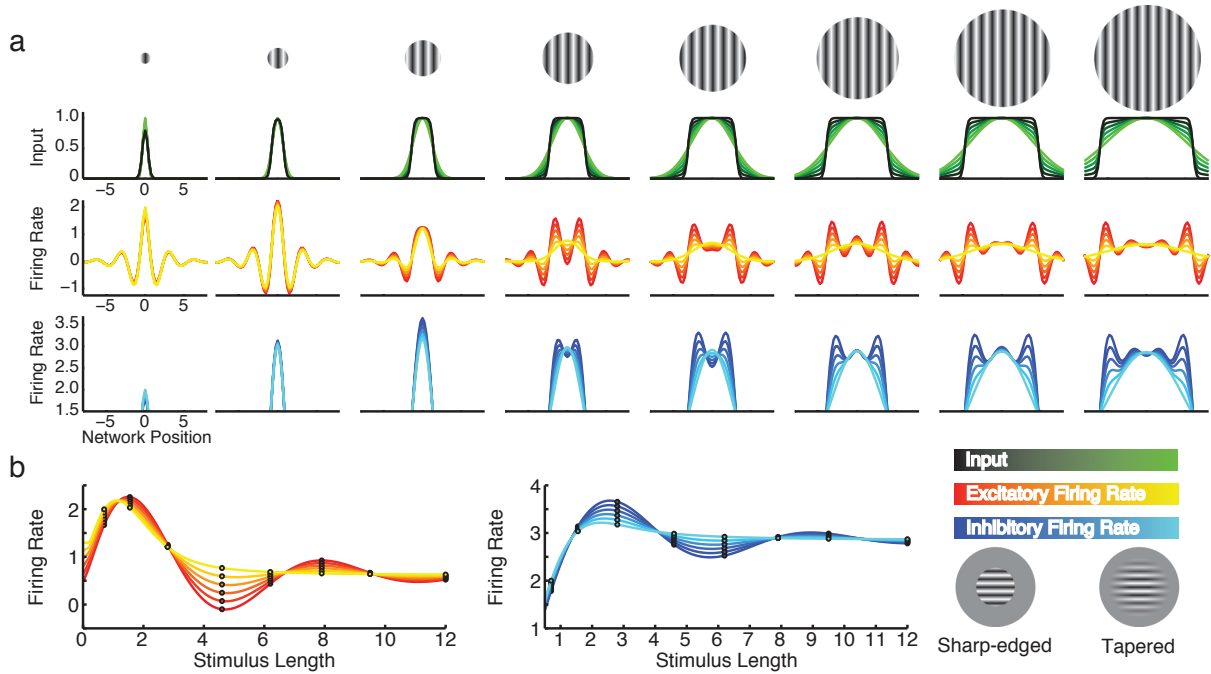 a
1.0
0.5
0
Input
−5 0 5
2
1
0
−1
Firing Rate
−5 0 5
3.5
3.0
2.5
2.0
1.5
Firing Rate
−5 0 5
Network Position
b
2
1
0
Firing Rate
0 2 4 6 8 10 12
Stimulus Length
4
3
2
1
Firing Rate
1 2 3 4 5 6 7 8 9 10 11 12
Stimulus Length
Input
Excitatory Firing Rate
Inhibitory Firing Rate
Sharp-edged
Tapered